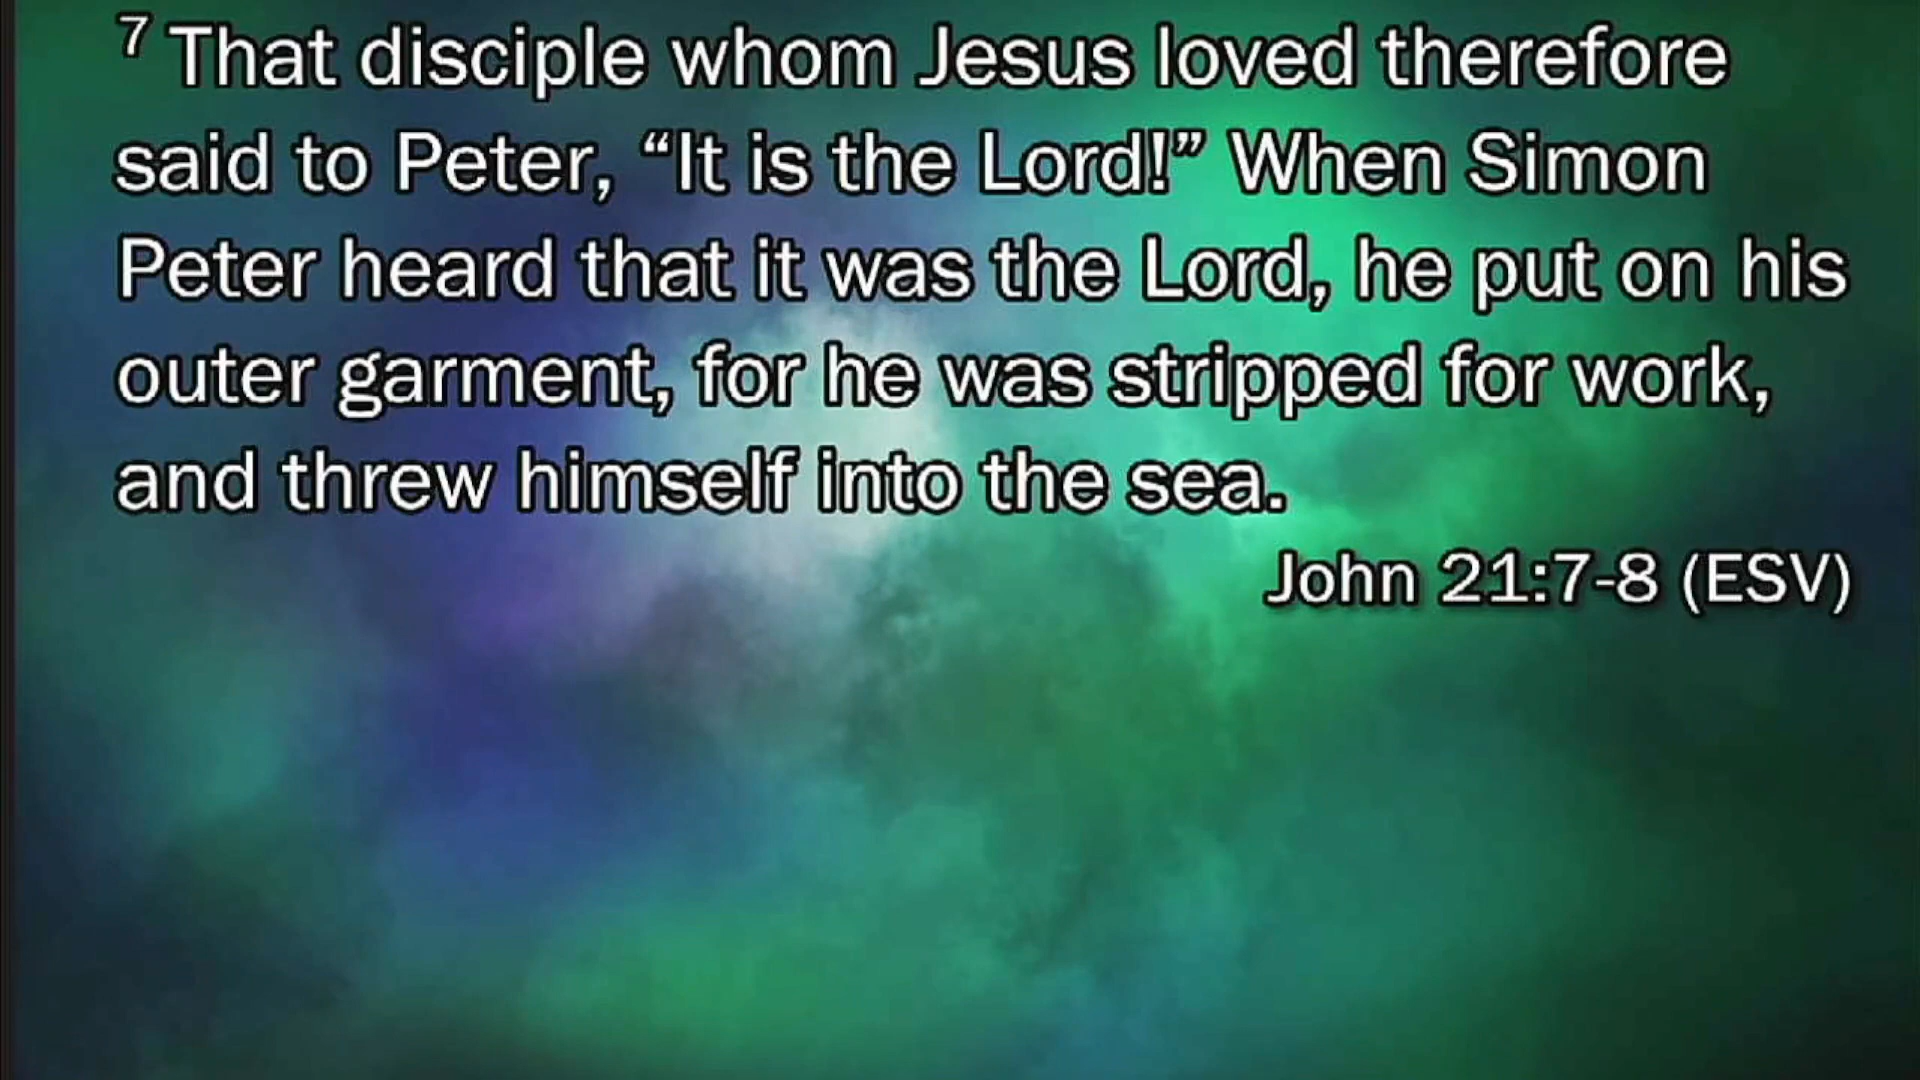 7 That disciple whom Jesus loved therefore
said to Peter, “It is the Lord!” When Simon
Peter heard that it was the Lord, he put on his
outer garment, for he was stripped for work,
and threw himself into the sea.
John 21:7-8 (ESV)